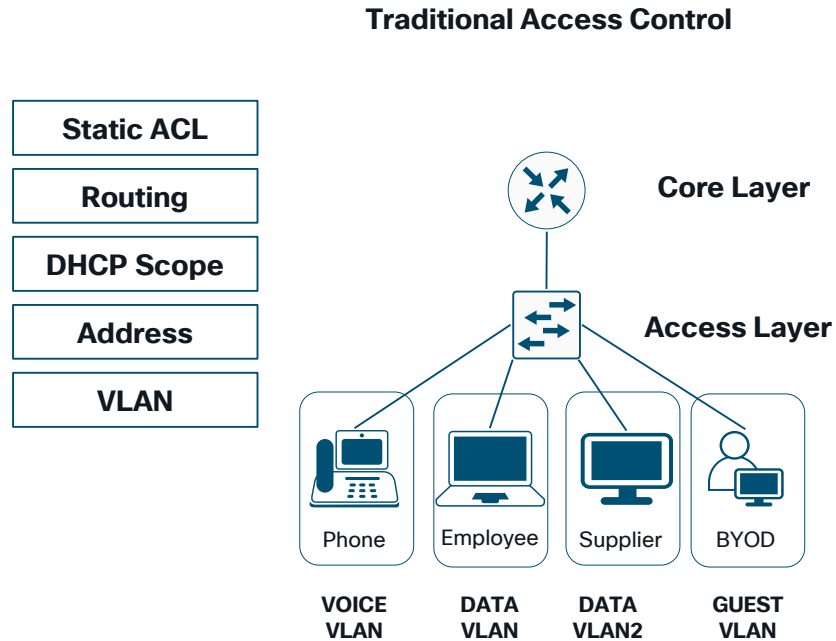 Traditional Access Control
Static ACL
Routing
DHCP Scope
Address
VLAN
Core Layer
Access Layer
Phone
Employee
Supplier
BYOD
VOICE
VLAN
DATA
VLAN
DATA
VLAN2
GUEST
VLAN